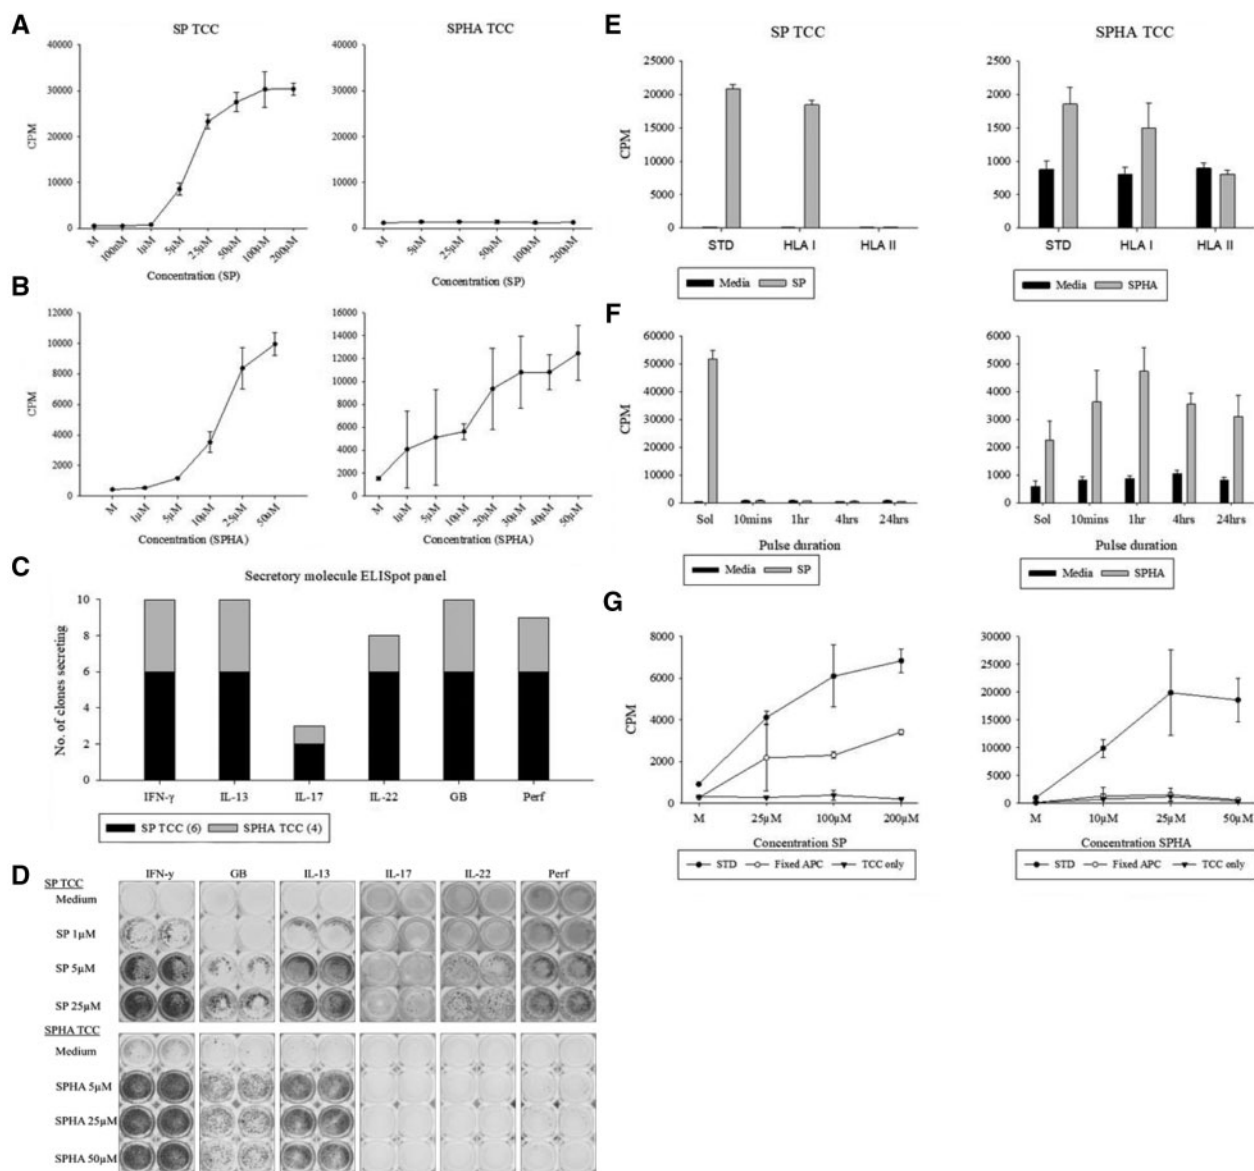 A
SP TCC
SPHA TCC
40000
30000
20000
10000
0
CPM
M
100nM
1μM
5μM
25μM
50μM
100μM
200μM
Concentration (SP)
40000
30000
20000
10000
0
M
5μM
25μM
50μM
100μM
200μM
Concentration (SP)
B
12000
10000
8000
6000
4000
2000
0
CPM
M
1μM
5μM
10μM
25μM
50μM
Concentration (SPHA)
16000
14000
12000
10000
8000
6000
4000
2000
0
M
1μM
5μM
10μM
20μM
30μM
40μM
50μM
Concentration (SPHA)
C
Secretory molecule ELISpot panel
No. of clones secreting
10
8
6
4
2
0
IFN-γ IL-13 IL-17 IL-22 GB Perf
SP TCC (6) SPHA TCC (4)
D
IFN-γ GB IL-13 IL-17 IL-22 Perf
SP TCC
Medium
SP 1μM
SP 5μM
SP 25μM
SPHA TCC
Medium
SPHA 5μM
SPHA 25μM
SPHA 50μM
E
SP TCC
SPHA TCC
25000
20000
15000
10000
5000
0
CPM
STD HLA I HLA II
Media SP
2500
2000
1500
1000
500
0
STD HLA I HLA II
Media SPHA
F
60000
50000
40000
30000
20000
10000
0
CPM
Sol 10mins 1hr 4hrs 24hrs
Pulse duration
Media SP
6000
5000
4000
3000
2000
1000
0
Sol 10mins 1hr 4hrs 24hrs
Pulse duration
Media SPHA
G
8000
6000
4000
2000
0
CPM
M 25μM 100μM 200μM
Concentration SP
STD Fixed APC TCC only
30000
25000
20000
15000
10000
5000
0
M 10μM 25μM 50μM
Concentration SPHA
STD Fixed APC TCC only